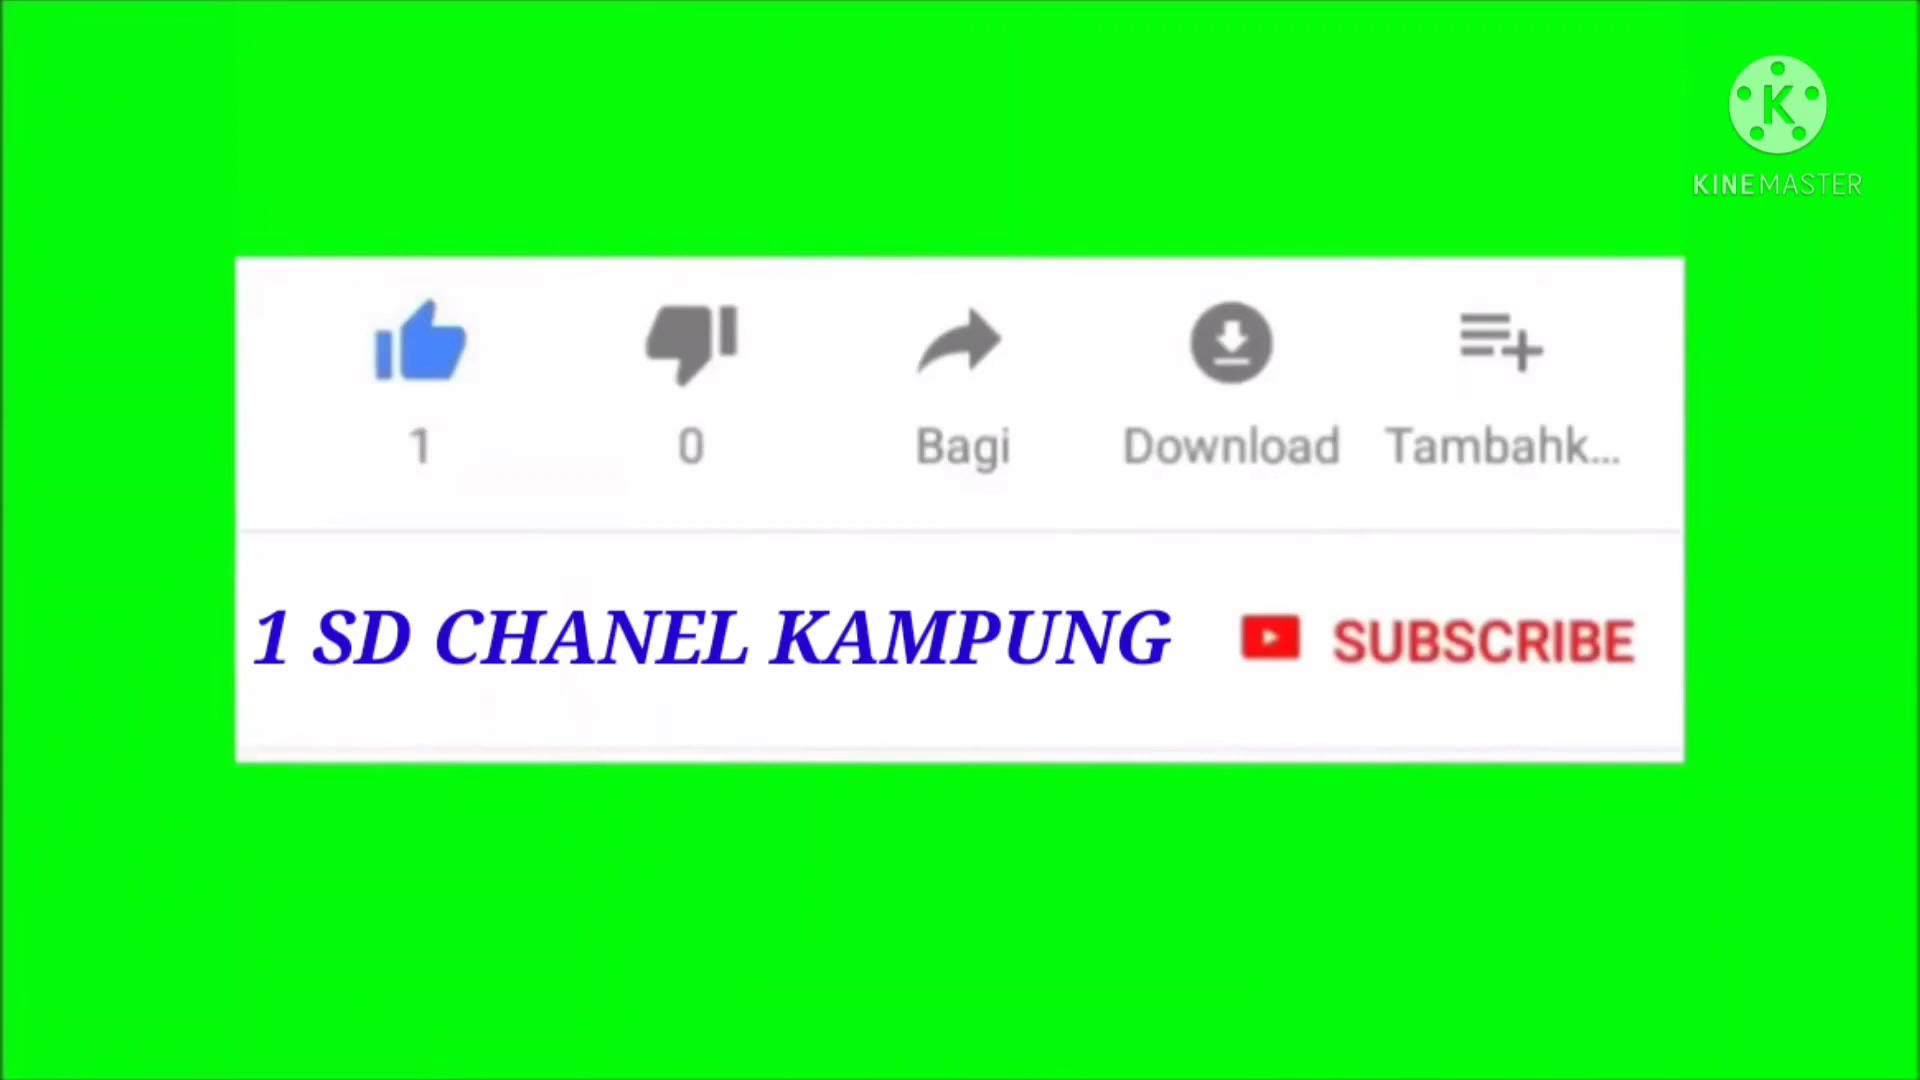 K
KINEMASTER
1
0
Bagi
Download
Tambahk...
1 SD CHANEL KAMPUNG
SUBSCRIBE